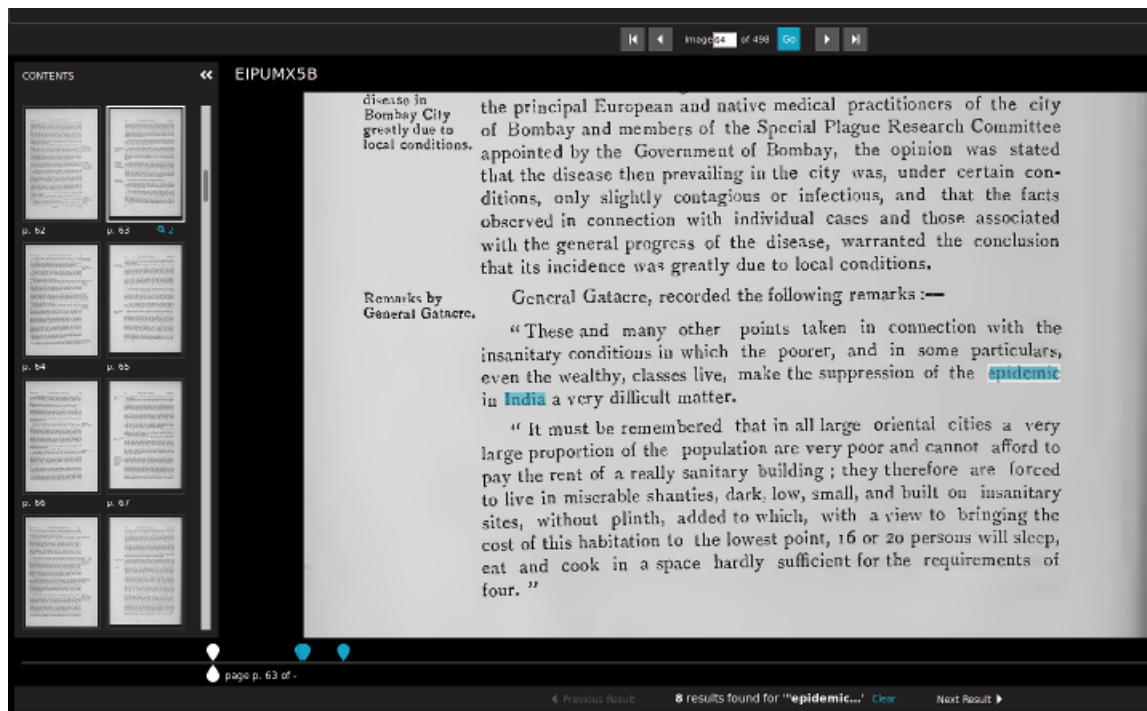 Image 64 of 498 Go
CONTENTS
EIPUMX5B
p. 62
p. 63
2
p. 64
p. 65
p. 66
p. 67
disease in
Bombay City
greatly due to
local conditions.
the principal European and native medical practitioners of the city
of Bombay and members of the Special Plague Research Committee
appointed by the Government of Bombay, the opinion was stated
that the disease then prevailing in the city was, under certain con-
ditions, only slightly contagious or infectious, and that the facts
observed in connection with individual cases and those associated
with the general progress of the disease, warranted the conclusion
that its incidence was greatly due to local conditions.
Remarks by
General Gatacre.
General Gatacre, recorded the following remarks :—
“ These and many other points taken in connection with the
insanitary conditions in which the poorer, and in some particulars,
even the wealthy, classes live, make the suppression of the epidemic
in India a very difficult matter.
“ It must be remembered that in all large oriental cities a very
large proportion of the population are very poor and cannot afford to
pay the rent of a really sanitary building ; they therefore are forced
to live in miserable shanties, dark, low, small, and built on insanitary
sites, without plinth, added to which, with a view to bringing the
cost of this habitation to the lowest point, 16 or 20 persons will sleep,
eat and cook in a space hardly sufficient for the requirements of
four. ”
page p. 63 of -
Previous Result
8 results found for '"epidemic...'
Clear
Next Result